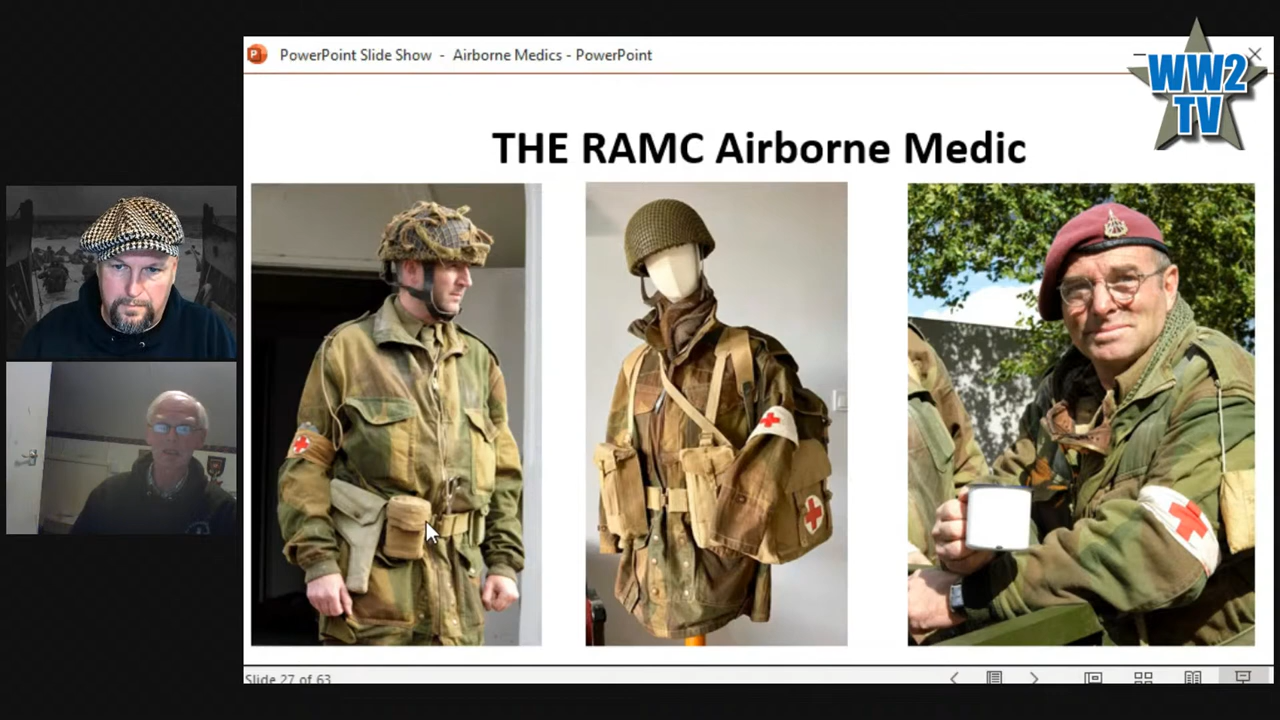 PowerPoint Slide Show - Airborne Medics - PowerPoint
WW2
TV
THE RAMC Airborne Medic
Slide 27 of 63